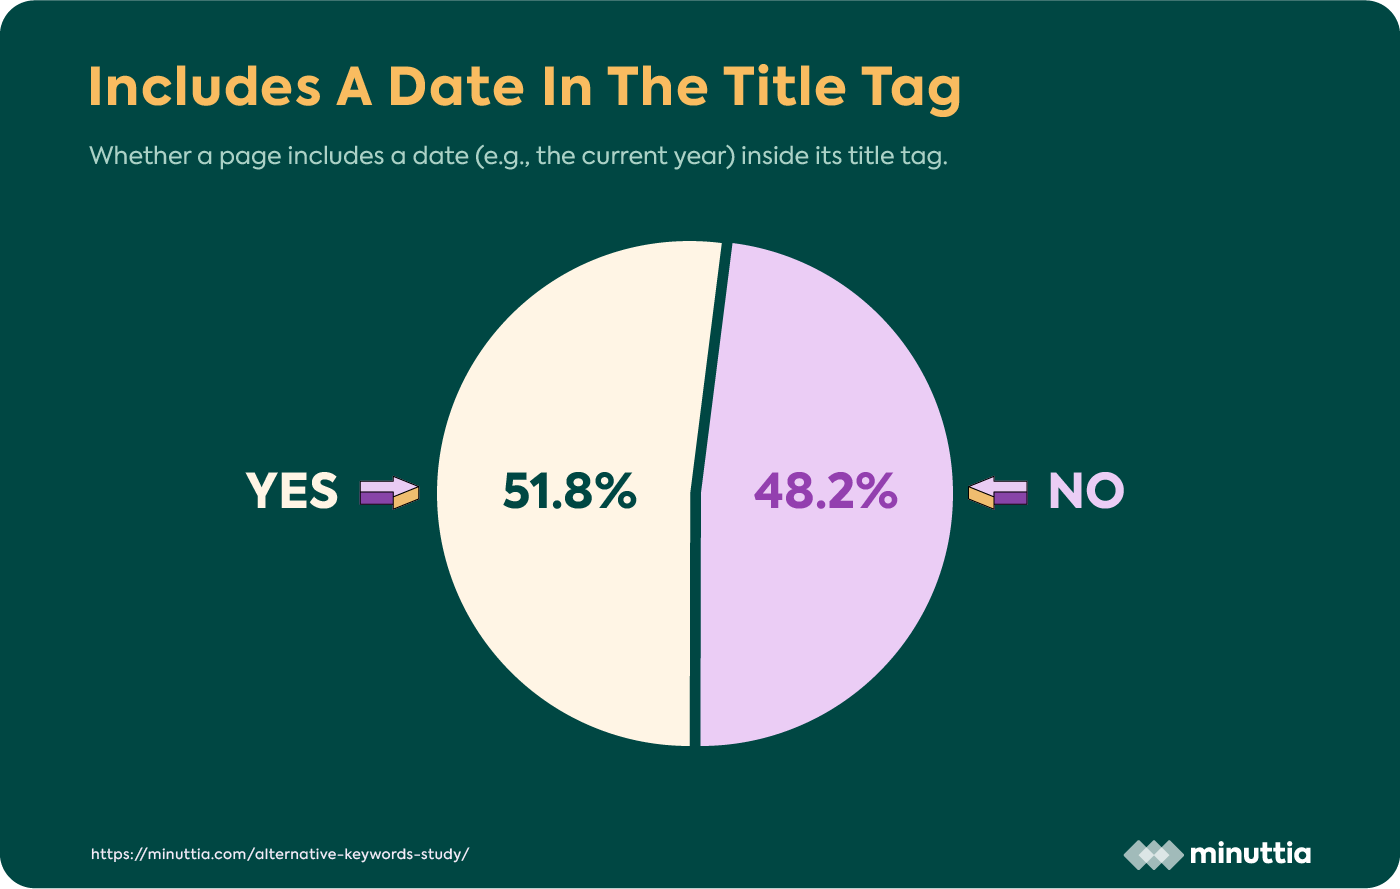 Includes A Date In The Title Tag
Whether a page includes a date (e.g., the current year) inside its title tag.
YES
51.8%
48.2%
NO
https://minuttia.com/alternative-keywords-study/
minuttia